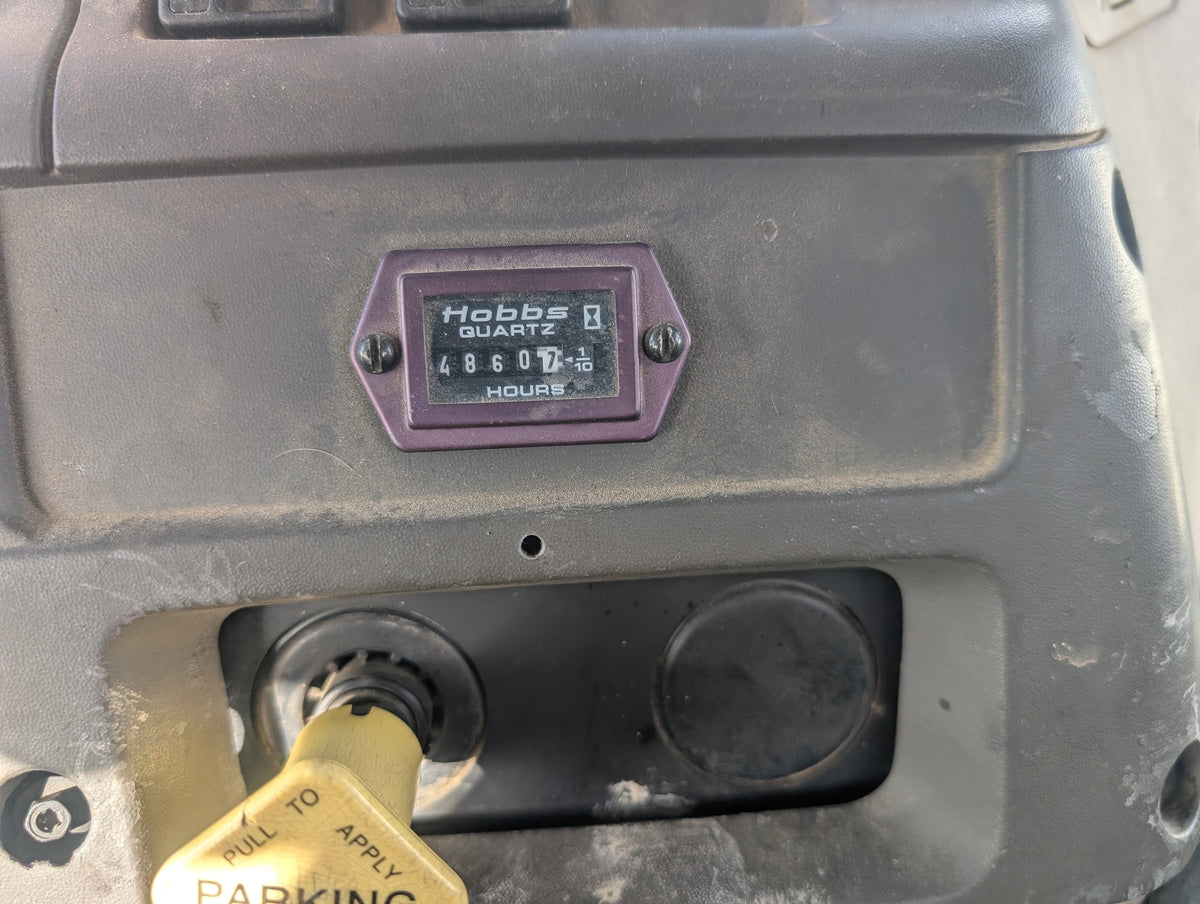 Hobbs
QUARTZ
48607 1/10
HOURS
PULL TO APPLY
PARKING